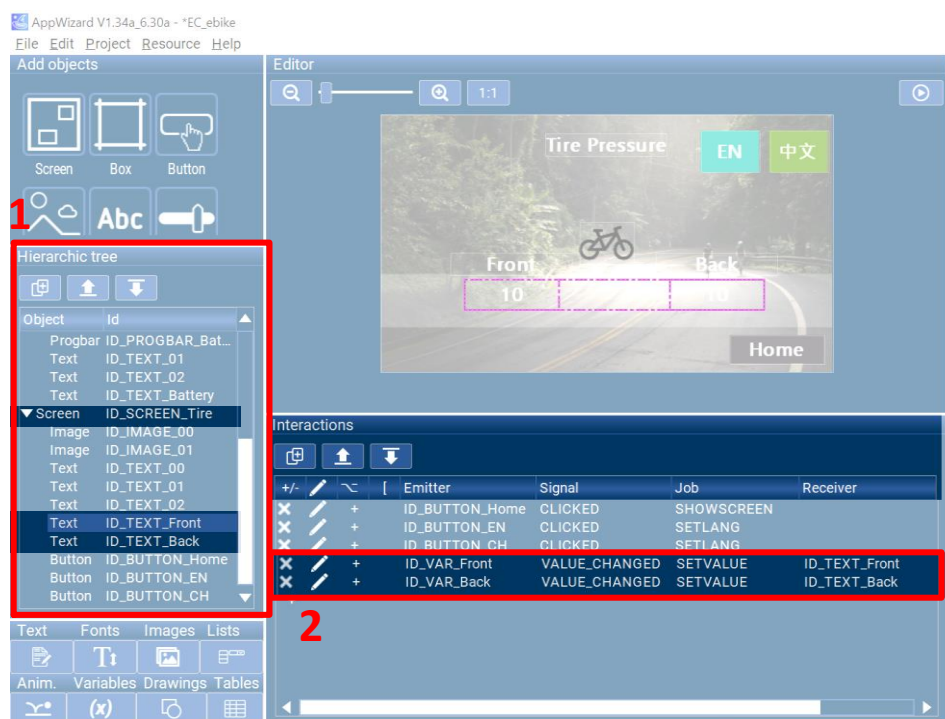 AppWizard V1.34a_6.30a - *EC_ebike
File Edit Project Resource Help
Add objects
Editor
1:1
Screen Box Button
Abc
1
Tire Pressure
EN
中文
Front
Back
10
10
Home
Hierarchic tree
Object Id
Progbar ID_PROGBAR_Bat...
Text ID_TEXT_01
Text ID_TEXT_02
Text ID_TEXT_Battery
Screen ID_SCREEN_Tire
Image ID_IMAGE_00
Image ID_IMAGE_01
Text ID_TEXT_00
Text ID_TEXT_01
Text ID_TEXT_02
Text ID_TEXT_Front
Text ID_TEXT_Back
Button ID_BUTTON_Home
Button ID_BUTTON_EN
Button ID_BUTTON_CH
Interactions
+/- [ Emitter Signal Job Receiver
+ ID_BUTTON_Home CLICKED SHOWSCREEN
+ ID_BUTTON_EN CLICKED SETLANG
+ ID_BUTTON_CH CLICKED SETLANG
+ ID_VAR_Front VALUE_CHANGED SETVALUE ID_TEXT_Front
+ ID_VAR_Back VALUE_CHANGED SETVALUE ID_TEXT_Back
2
Text Fonts Images Lists
Anim. Variables Drawings Tables
(x)